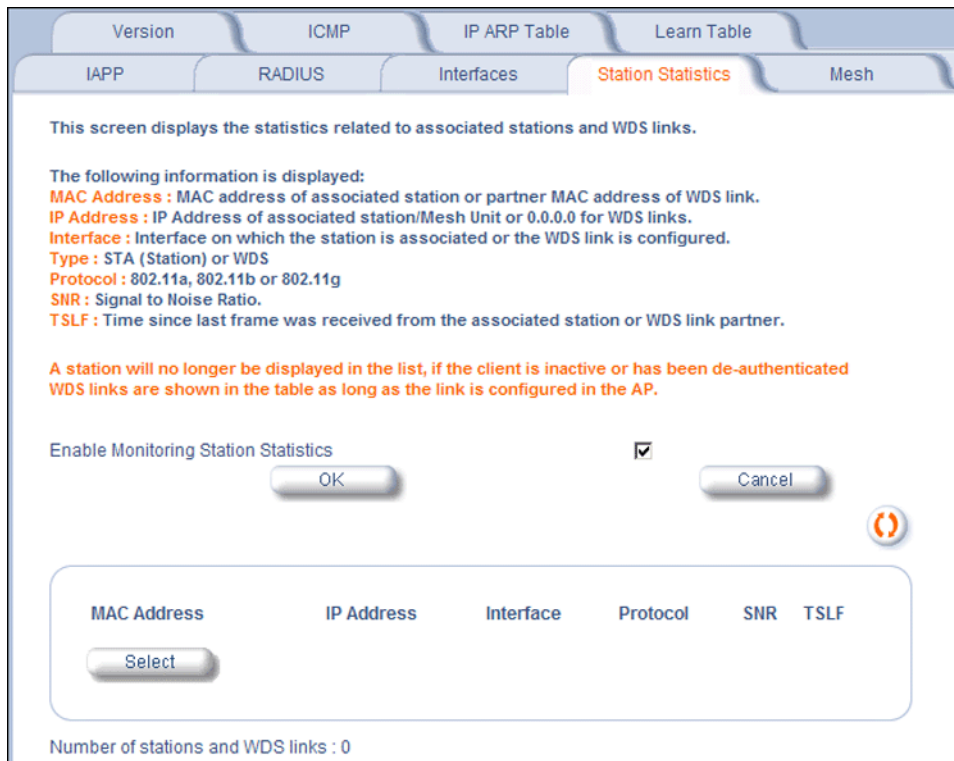 Version ICMP IP ARP Table Learn Table
IAPP RADIUS Interfaces Station Statistics Mesh
This screen displays the statistics related to associated stations and WDS links.
The following information is displayed:
MAC Address : MAC address of associated station or partner MAC address of WDS link.
IP Address : IP Address of associated station/Mesh Unit or 0.0.0.0 for WDS links.
Interface : Interface on which the station is associated or the WDS link is configured.
Type : STA (Station) or WDS
Protocol : 802.11a, 802.11b or 802.11g
SNR : Signal to Noise Ratio.
TSLF : Time since last frame was received from the associated station or WDS link partner.
A station will no longer be displayed in the list, if the client is inactive or has been de-authenticated
WDS links are shown in the table as long as the link is configured in the AP.
Enable Monitoring Station Statistics
OK Cancel
MAC Address IP Address Interface Protocol SNR TSLF
Select
Number of stations and WDS links : 0